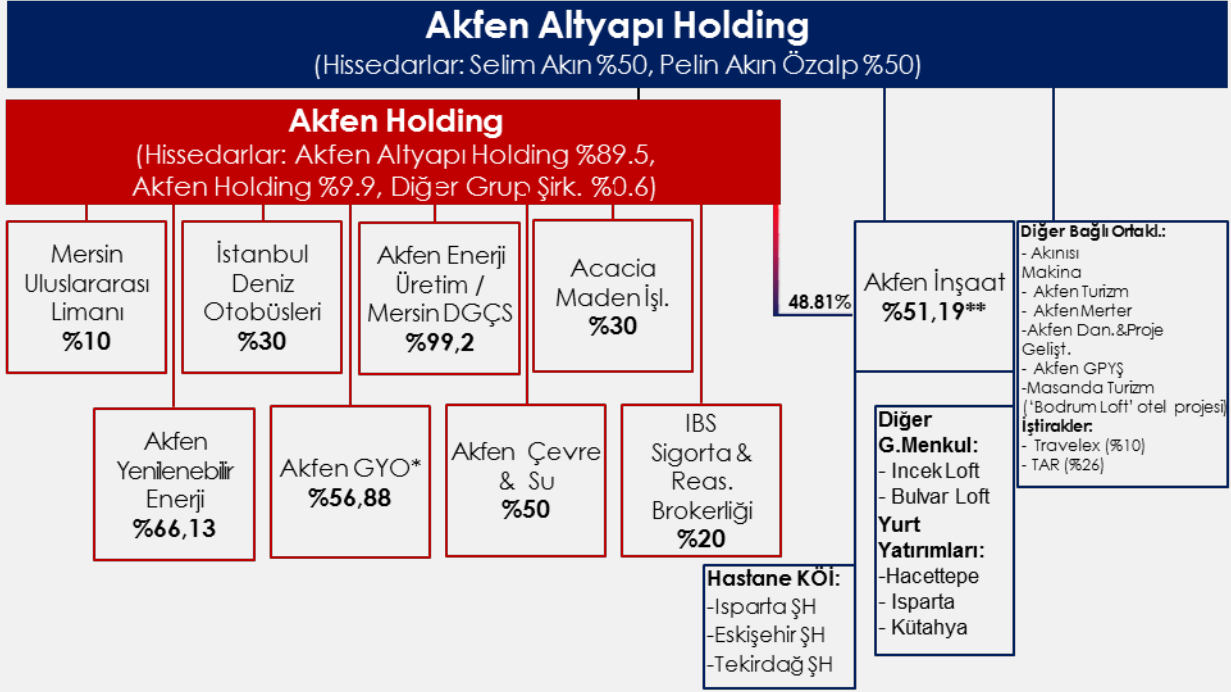 Akfen Altyapı Holding
(Hissedarlar: Selim Akın %50, Pelin Akın Özalp %50)
Akfen Holding
(Hissedarlar: Akfen Altyapı Holding %89.5,
Akfen Holding %9.9, Diğer Grup Şirk. %0.6)
Mersin
Uluslararası
Limanı
%10
İstanbul
Deniz
Otobüsleri
%30
Akfen Enerji
Üretim /
Mersin DGÇS
%99,2
Acacia
Maden İşl.
%30
48.81%
Akfen İnşaat
%51,19**
Diğer Bağlı Ortakl.:
- Akınısı
Makina
- Akfen Turizm
- Akfen Merter
-Akfen Dan.&Proje
Gelişt.
- Akfen GPYŞ
-Masanda Turizm
('Bodrum Loft' otel projesi)
İştirakler:
- Travelex (%10)
- TAR (%26)
Akfen
Yenilenebilir
Enerji
%66,13
Akfen GYO*
%56,88
Akfen Çevre
& Su
%50
IBS
Sigorta &
Reas.
Brokerliği
%20
Diğer
G.Menkul:
- Incek Loft
- Bulvar Loft
Yurt
Yatırımları:
-Hacettepe
- Isparta
- Kütahya
Hastane KÖİ:
-Isparta ŞH
-Eskişehir ŞH
-Tekirdağ ŞH